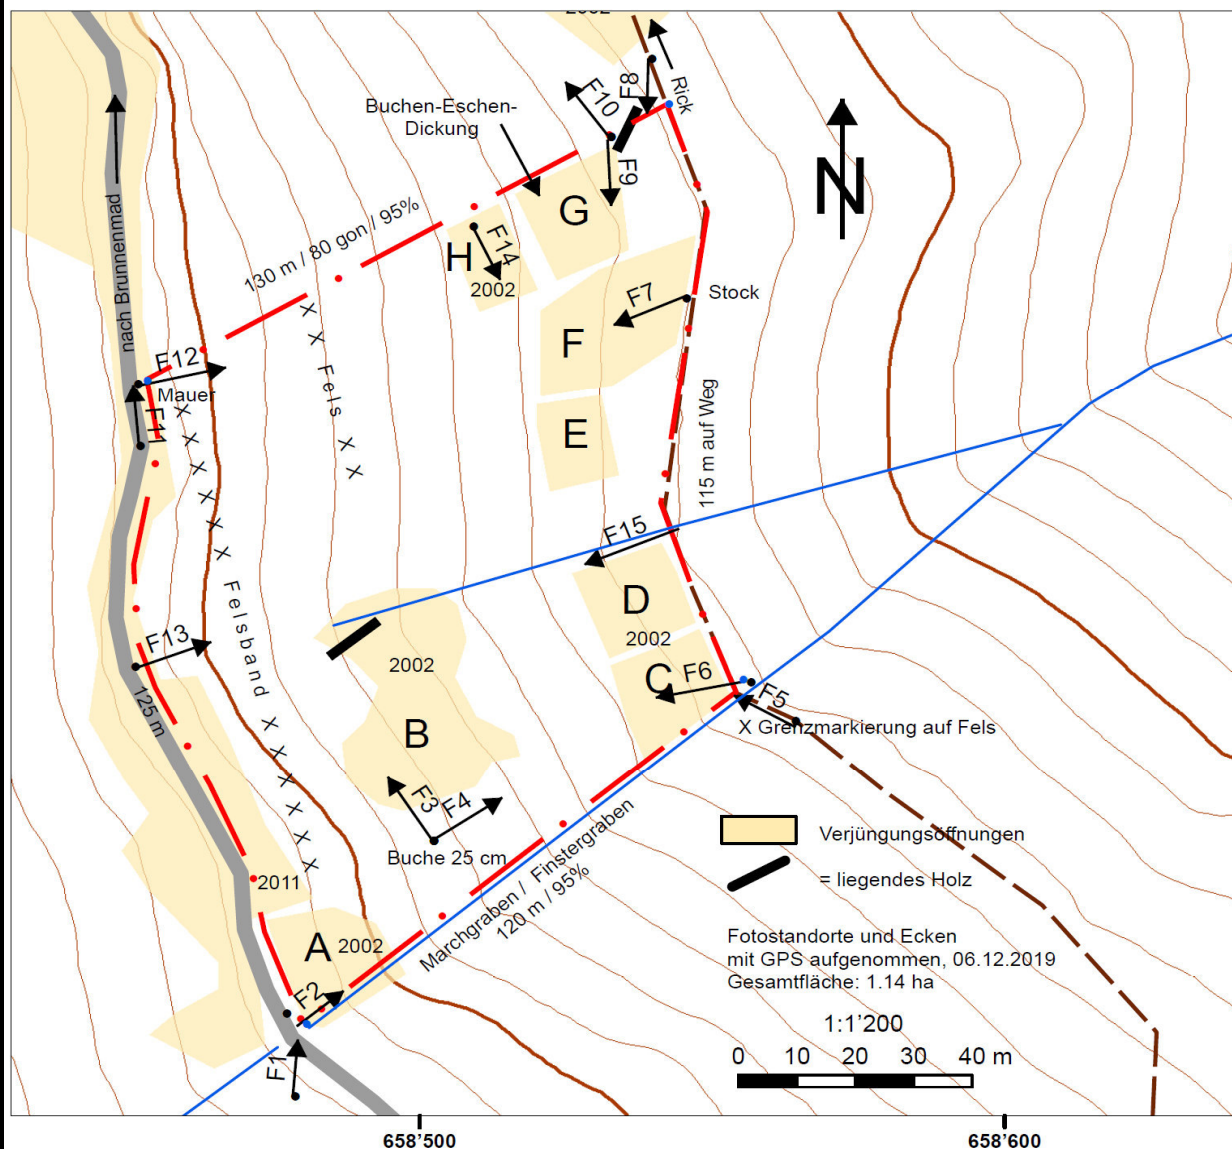 2002
Rick
F8
F10
Buchen-Eschen-
Dickung
F9
N
G
130 m / 80 gon / 95%
H
F14
2002
F7
Stock
nach Brunnenmad
X X Fels X X
F
F12
Mauer
F11
E
115 m auf Weg
X X X X X X Felsband X X X X X X
F15
D
2002
F13
2002
C
F6
F5
125 m
B
X Grenzmarkierung auf Fels
F3
F4
Buche 25 cm
Marchgraben / Finstergraben
120 m / 95%
Verjüngungsöffnungen
= liegendes Holz
2011
A
2002
Fotostandorte und Ecken
mit GPS aufgenommen, 06.12.2019
Gesamtfläche: 1.14 ha
F2
1:1'200
0 10 20 30 40 m
F1
658'500
658'600